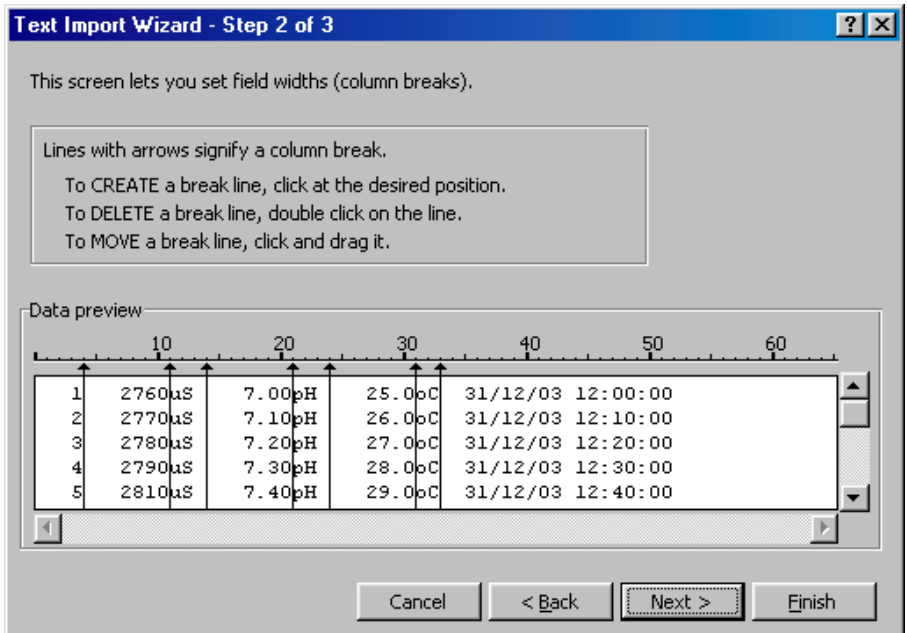 Text Import Wizard - Step 2 of 3
This screen lets you set field widths (column breaks).
Lines with arrows signify a column break.
To CREATE a break line, click at the desired position.
To DELETE a break line, double click on the line.
To MOVE a break line, click and drag it.
Data preview
10 20 30 40 50 60
1 2760uS 7.00pH 25.0oC 31/12/03 12:00:00
2 2770uS 7.10pH 26.0oC 31/12/03 12:10:00
3 2780uS 7.20pH 27.0oC 31/12/03 12:20:00
4 2790uS 7.30pH 28.0oC 31/12/03 12:30:00
5 2810uS 7.40pH 29.0oC 31/12/03 12:40:00
Cancel < Back Next > Finish